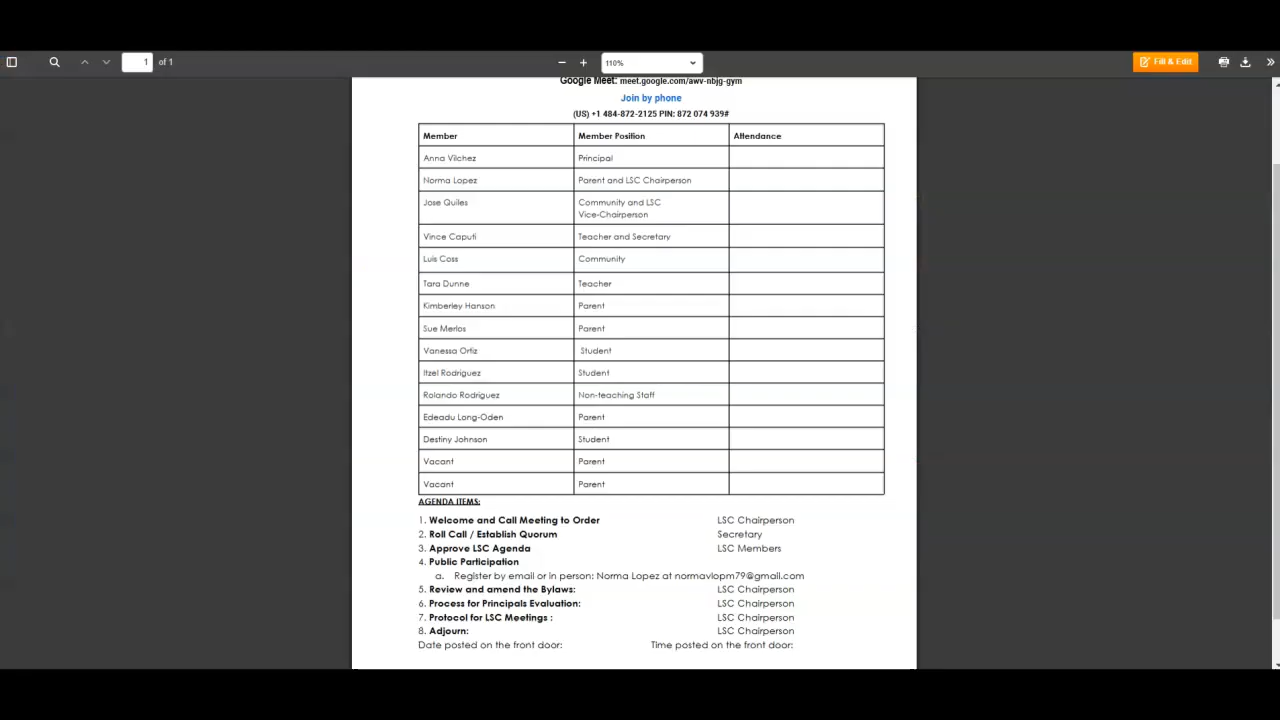 1 of 1 110% Fill & Edit
Google Meet: meet.google.com/awv-nbjg-gym
Join by phone
(US) +1 484-872-2125 PIN: 872 074 939#
Member Member Position Attendance
Anna Vilchez Principal
Norma Lopez Parent and LSC Chairperson
Jose Quiles Community and LSC
Vice-Chairperson
Vince Caputi Teacher and Secretary
Luis Coss Community
Tara Dunne Teacher
Kimberley Hanson Parent
Sue Merlos Parent
Vanessa Ortiz Student
Itzel Rodriguez Student
Rolando Rodriguez Non-teaching Staff
Edeadu Long-Oden Parent
Destiny Johnson Student
Vacant Parent
Vacant Parent
AGENDA ITEMS:
1. Welcome and Call Meeting to Order LSC Chairperson
2. Roll Call / Establish Quorum Secretary
3. Approve LSC Agenda LSC Members
4. Public Participation
a. Register by email or in person: Norma Lopez at normavlopm79@gmail.com
5. Review and amend the Bylaws: LSC Chairperson
6. Process for Principals Evaluation: LSC Chairperson
7. Protocol for LSC Meetings : LSC Chairperson
8. Adjourn: LSC Chairperson
Date posted on the front door: Time posted on the front door: